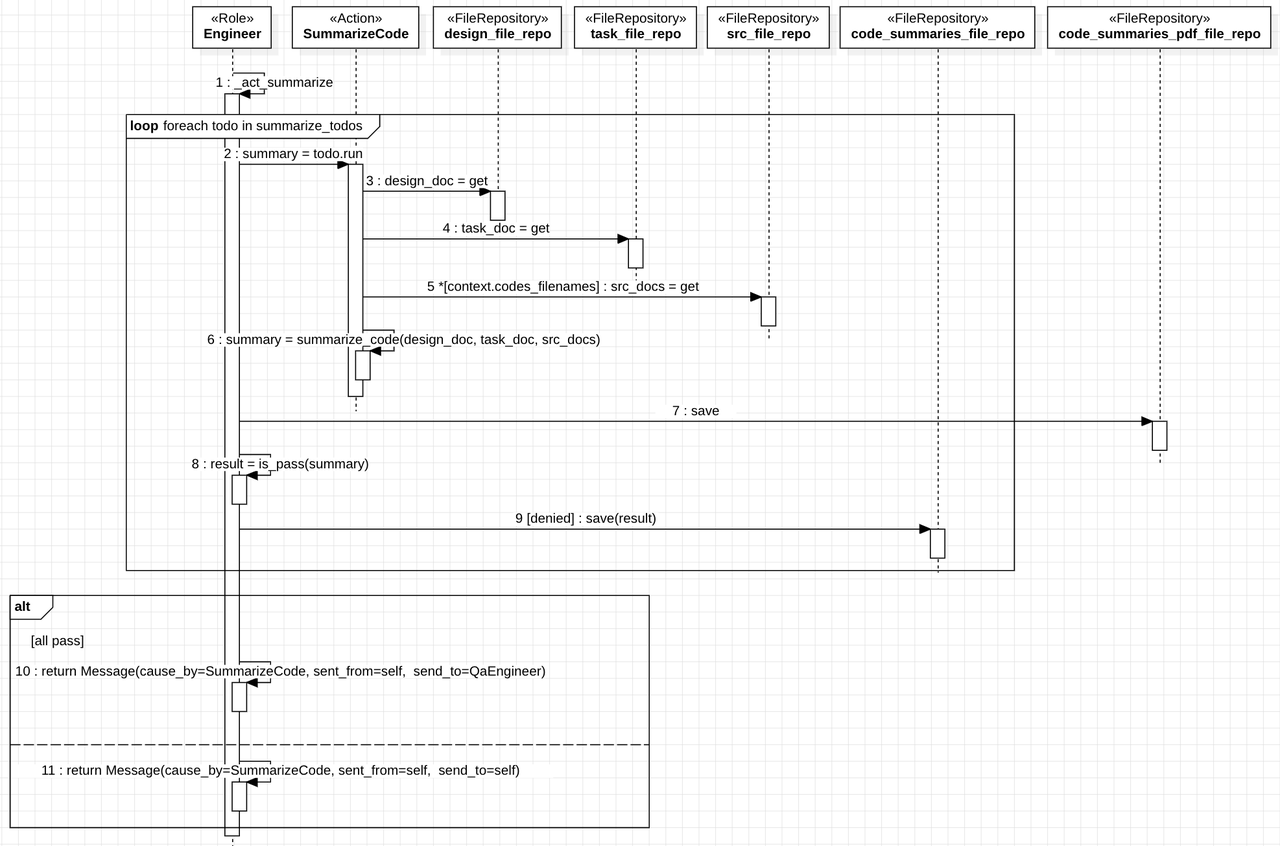 «Role»
Engineer
«Action»
SummarizeCode
«FileRepository»
design_file_repo
«FileRepository»
task_file_repo
«FileRepository»
src_file_repo
«FileRepository»
code_summaries_file_repo
«FileRepository»
code_summaries_pdf_file_repo
1 : _act_summarize
loop foreach todo in summarize_todos
2 : summary = todo.run
3 : design_doc = get
4 : task_doc = get
5 *[context.codes_filenames] : src_docs = get
6 : summary = summarize_code(design_doc, task_doc, src_docs)
7 : save
8 : result = is_pass(summary)
9 [denied] : save(result)
alt
[all pass]
10 : return Message(cause_by=SummarizeCode, sent_from=self,  send_to=QaEngineer)
11 : return Message(cause_by=SummarizeCode, sent_from=self,  send_to=self)